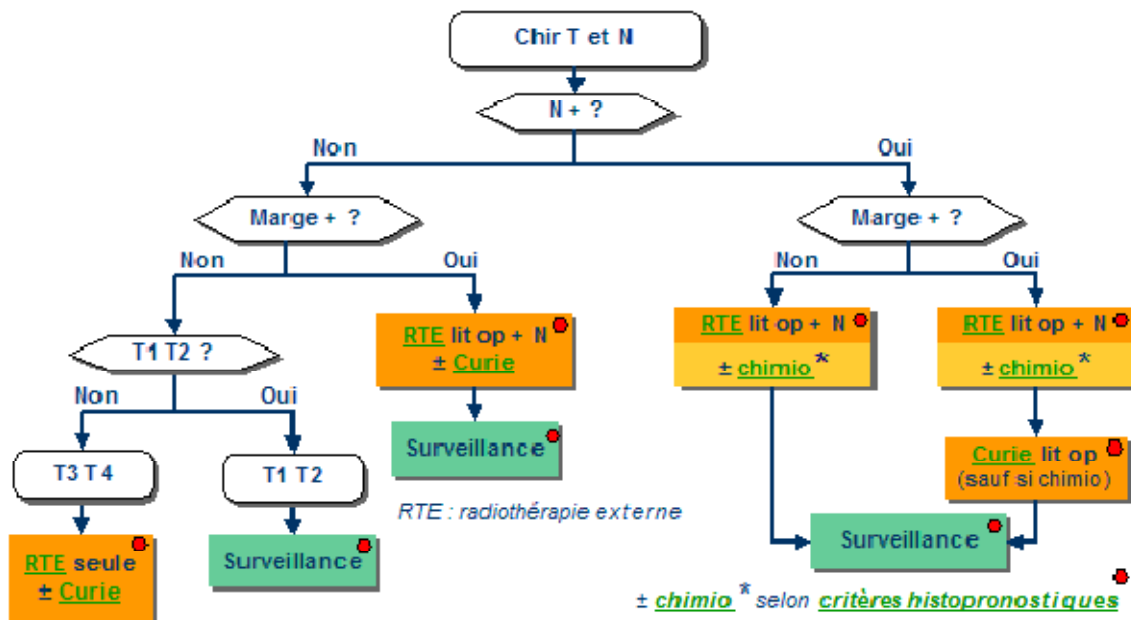 Chir T et N
N + ?
Non
Oui
Marge + ?
Marge + ?
Non
Oui
Non
Oui
RTE lit op + N
± Curie
RTE lit op + N
± chimio *
RTE lit op + N
± chimio *
T1 T2 ?
Non
Oui
Surveillance
Curie lit op
(sauf si chimio)
T3 T4
T1 T2
RTE : radiothérapie externe
RTE seule
± Curie
Surveillance
Surveillance
± chimio * selon critères histopronostiques